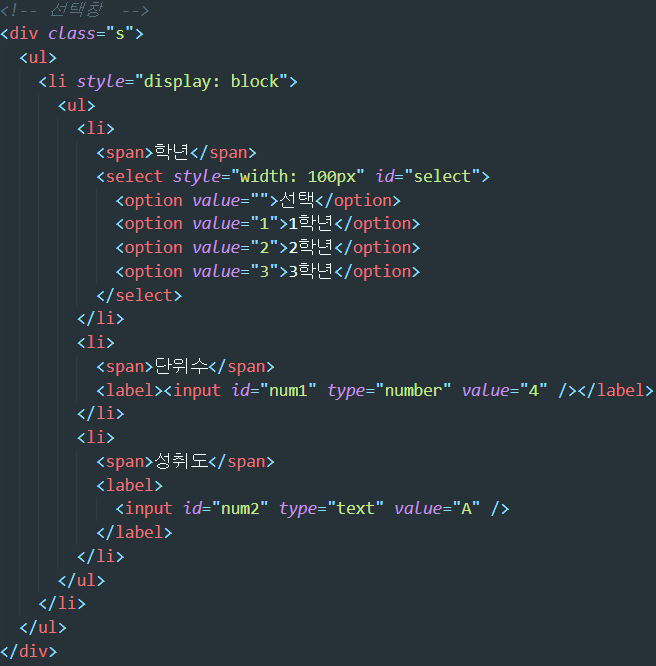 <!-- 선택창  -->
<div class="s">
  <ul>
    <li style="display: block">
      <ul>
        <li>
          <span>학년</span>
          <select style="width: 100px" id="select">
            <option value="">선택</option>
            <option value="1">1학년</option>
            <option value="2">2학년</option>
            <option value="3">3학년</option>
          </select>
        </li>
        <li>
          <span>단위수</span>
          <label><input id="num1" type="number" value="4" /></label>
        </li>
        <li>
          <span>성취도</span>
          <label>
            <input id="num2" type="text" value="A" />
          </label>
        </li>
      </ul>
    </li>
  </ul>
</div>